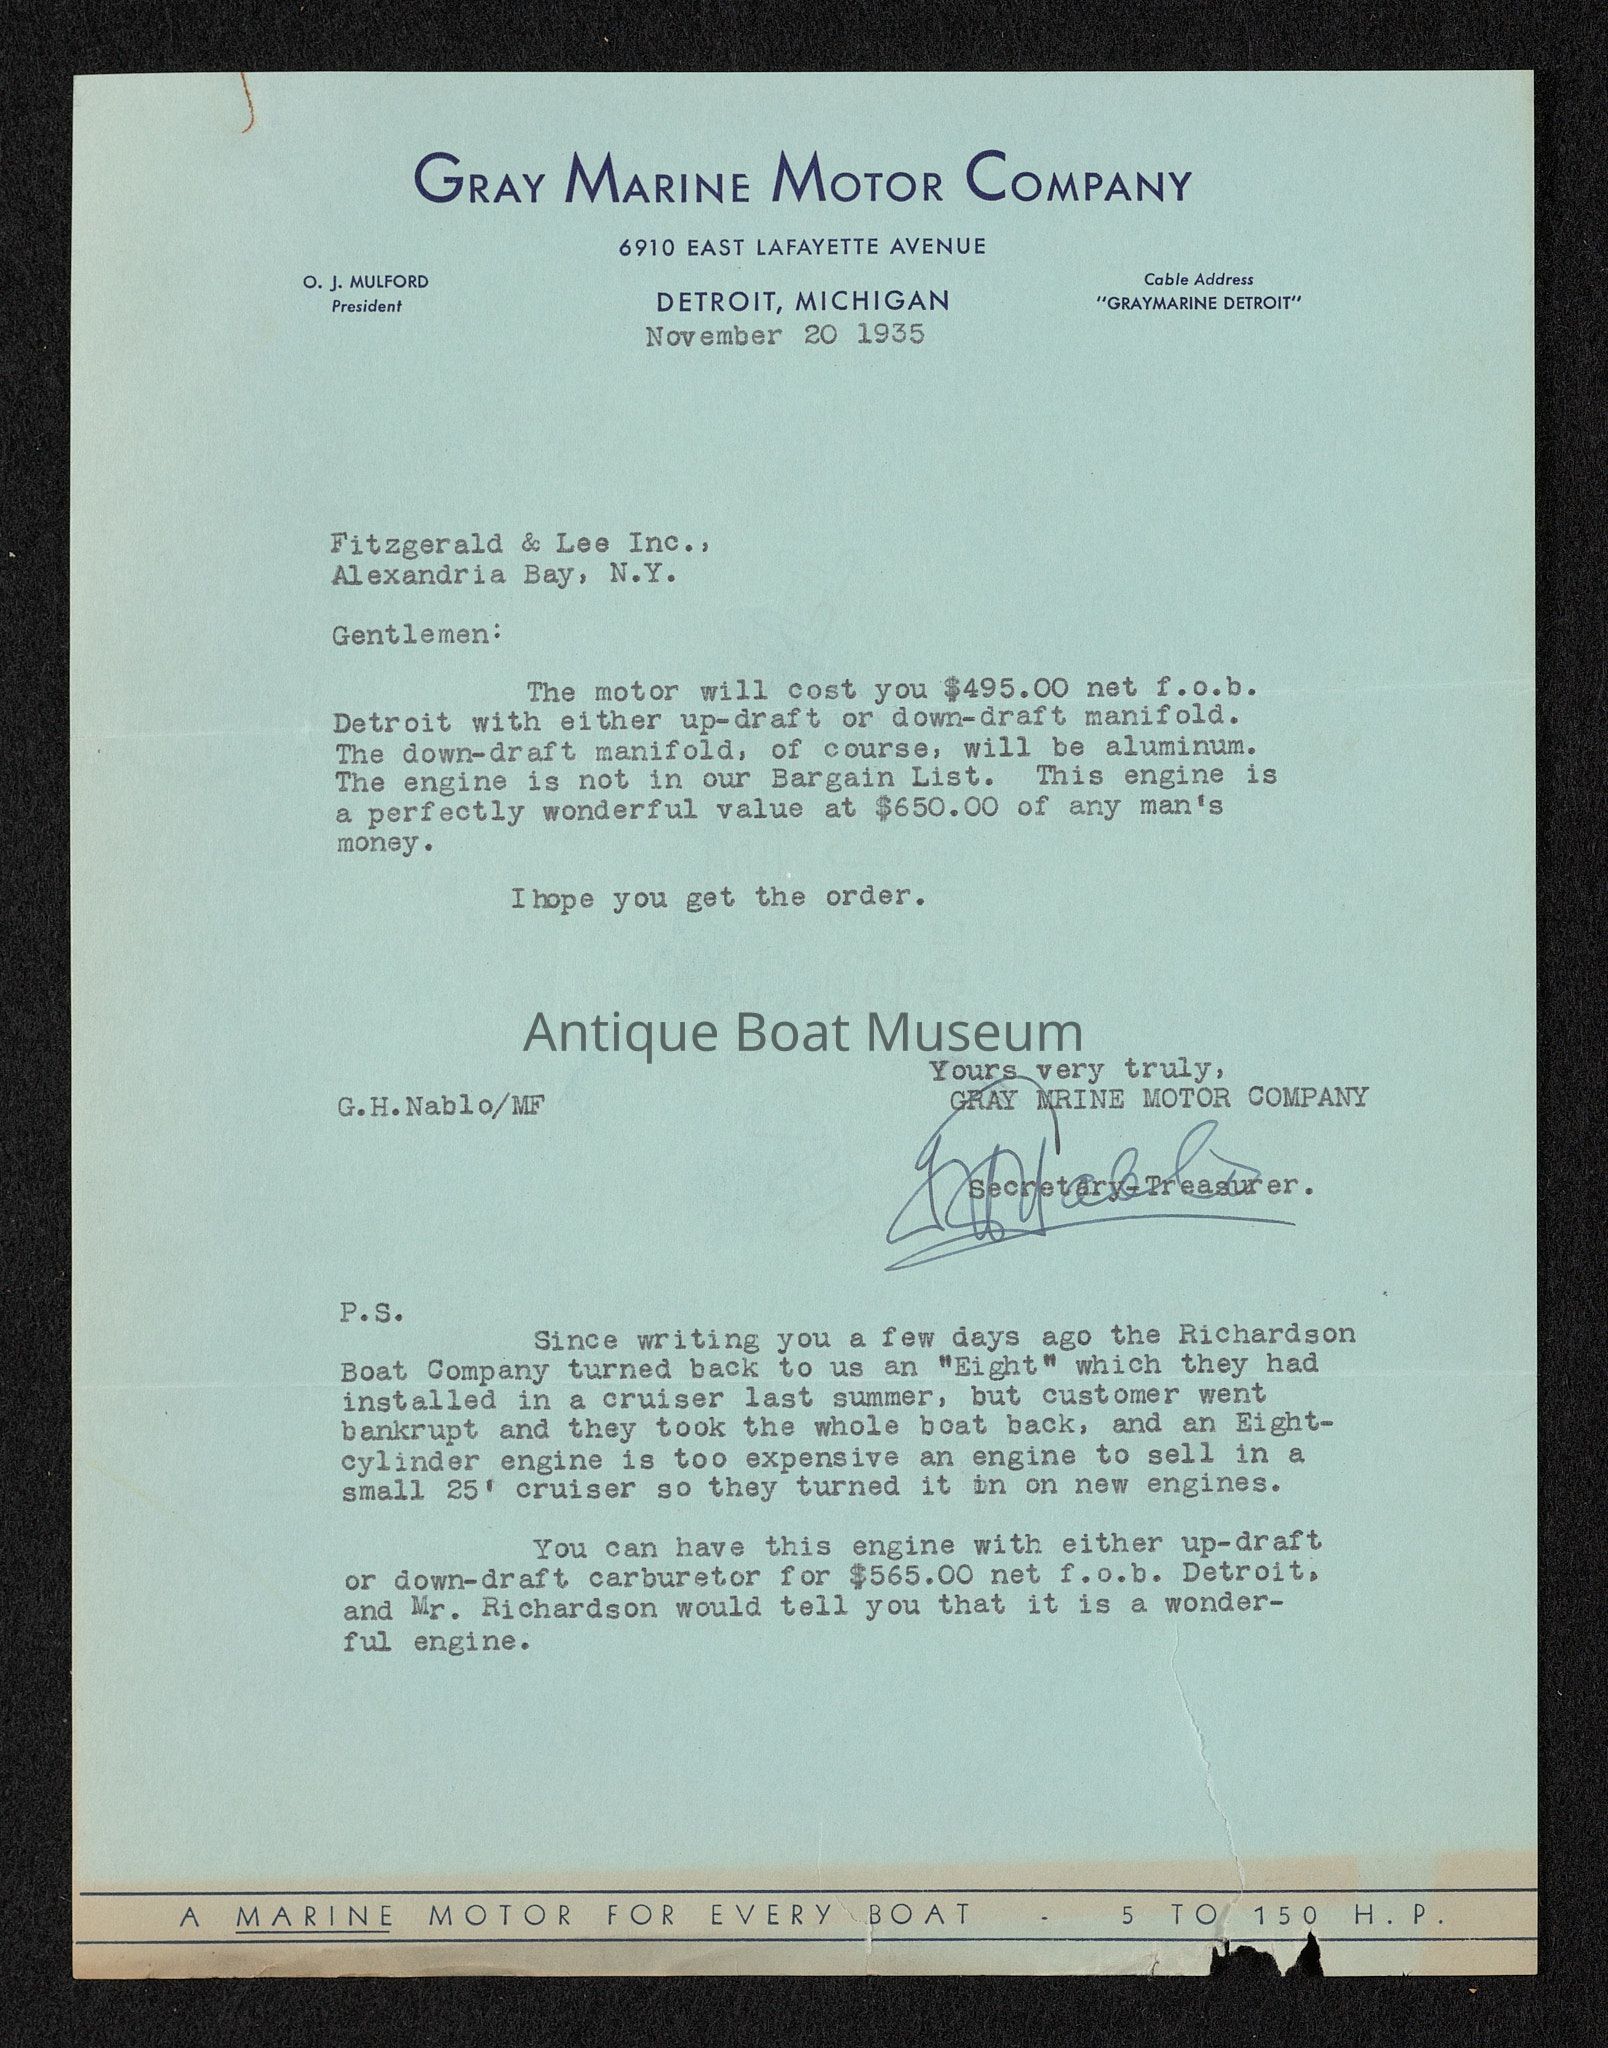 GRAY MARINE MOTOR COMPANY
6910 EAST LAFAYETTE AVENUE
O. J. MULFORD
President
DETROIT, MICHIGAN
Cable Address
"GRAYMARINE DETROIT"
November 20 1935
Fitzgerald & Lee Inc.,
Alexandria Bay, N.Y.
Gentlemen:
The motor will cost you $495.00 net f.o.b.
Detroit with either up-draft or down-draft manifold.
The down-draft manifold, of course, will be aluminum.
The engine is not in our Bargain List. This engine is
a perfectly wonderful value at $650.00 of any man's
money.
I hope you get the order.
Antique Boat Museum
Yours very truly,
GRAY MRINE MOTOR COMPANY
G.H.Nablo/MF
G H Nablo
Secretary-Treasurer.
P.S.
Since writing you a few days ago the Richardson
Boat Company turned back to us an "Eight" which they had
installed in a cruiser last summer, but customer went
bankrupt and they took the whole boat back, and an Eight-
cylinder engine is too expensive an engine to sell in a
small 25' cruiser so they turned it in on new engines.
You can have this engine with either up-draft
or down-draft carburetor for $565.00 net f.o.b. Detroit,
and Mr. Richardson would tell you that it is a wonder-
ful engine.
A MARINE MOTOR FOR EVERY BOAT - 5 TO 150 H.P.